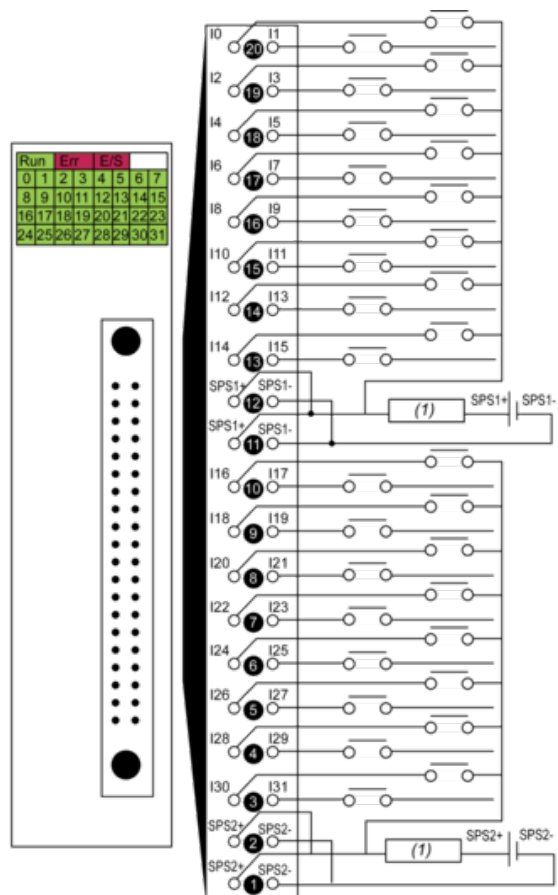 Run Err E/S
0 1 2 3 4 5 6 7
8 9 10 11 12 13 14 15
16 17 18 19 20 21 22 23
24 25 26 27 28 29 30 31
I0 20 I1
I2 19 I3
I4 18 I5
I6 17 I7
I8 16 I9
I10 15 I11
I12 14 I13
I14 13 I15
SPS1+ 12 SPS1-
SPS1+ 11 SPS1-
(1) SPS1+ SPS1-
I16 10 I17
I18 9 I19
I20 8 I21
I22 7 I23
I24 6 I25
I26 5 I27
I28 4 I29
I30 3 I31
SPS2+ 2 SPS2-
SPS2+ 1 SPS2-
(1) SPS2+ SPS2-